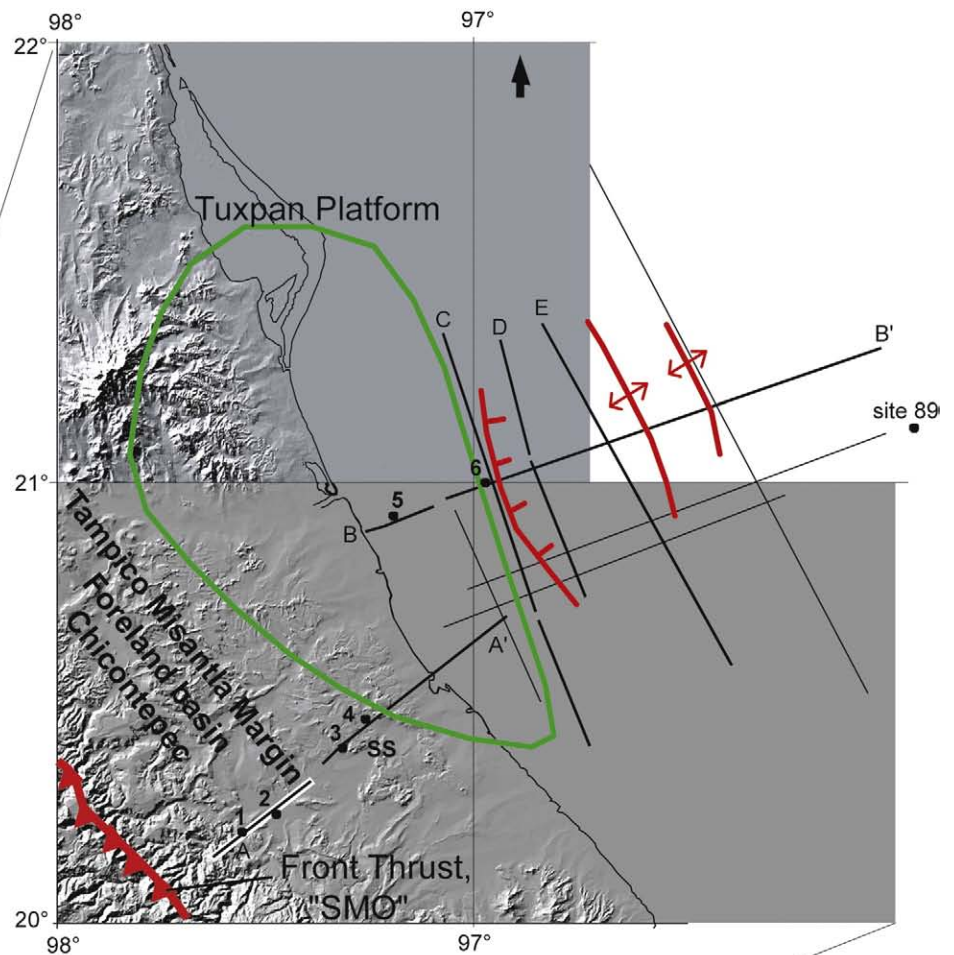 98°
97°
22°
Tuxpan Platform
C
D
E
B'
site 89
6
21°
5
B
Tampico Misantla Margin
Foreland basin
Chicontepec
A'
4
3
SS
2
1
A
Front Thrust,
"SMO"
20°
98°
97°